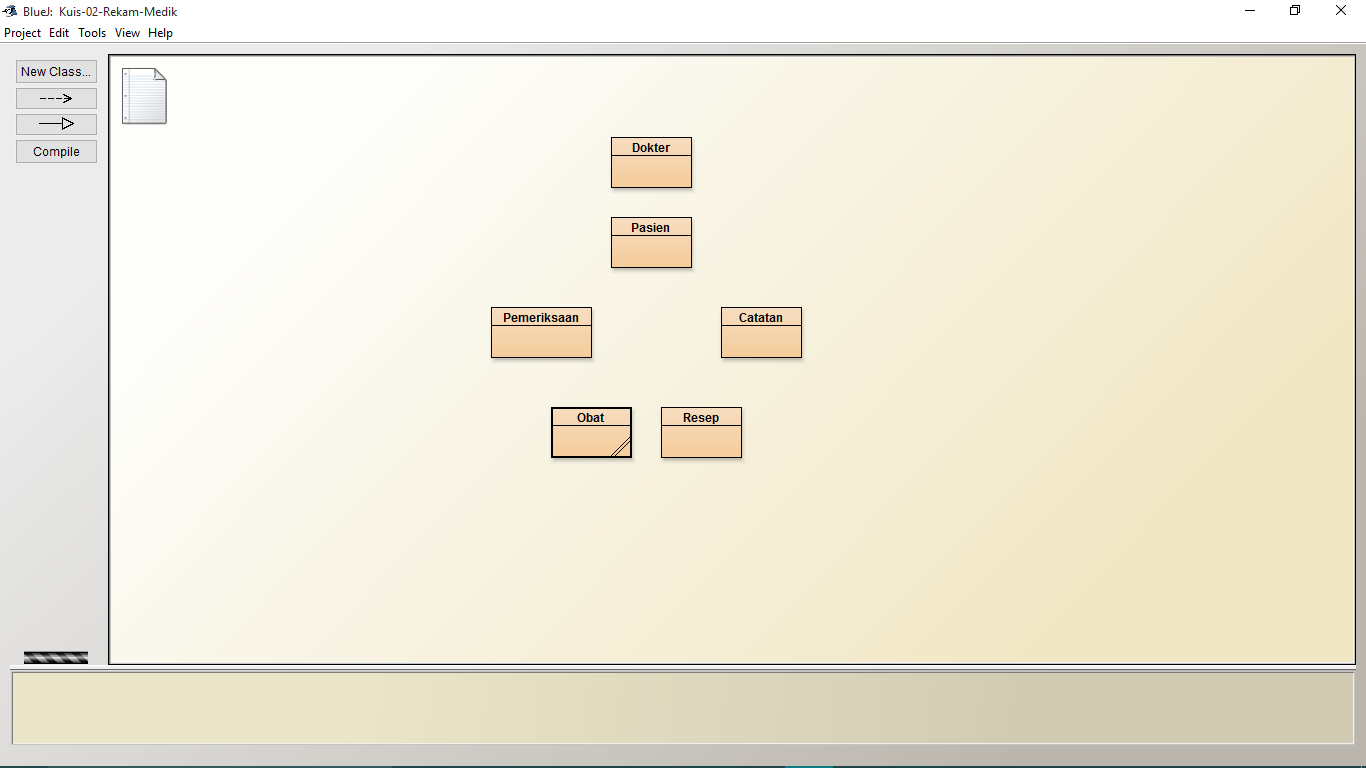 BlueJ: Kuis-02-Rekam-Medik
Project Edit Tools View Help
New Class...
Compile
Dokter
Pasien
Pemeriksaan
Catatan
Obat
Resep